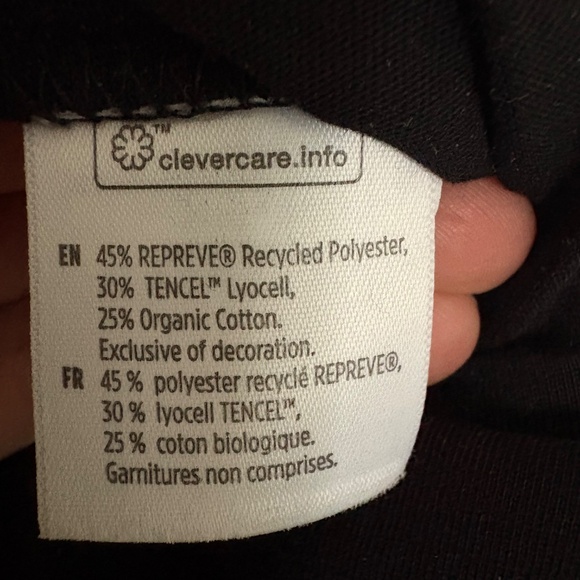 TM
clevercare.info
EN 45% REPREVE® Recycled Polyester,
30% TENCEL™ Lyocell,
25% Organic Cotton.
Exclusive of decoration.
FR 45 % polyester recyclé REPREVE®,
30 % lyocell TENCEL™,
25 % coton biologique.
Garnitures non comprises.